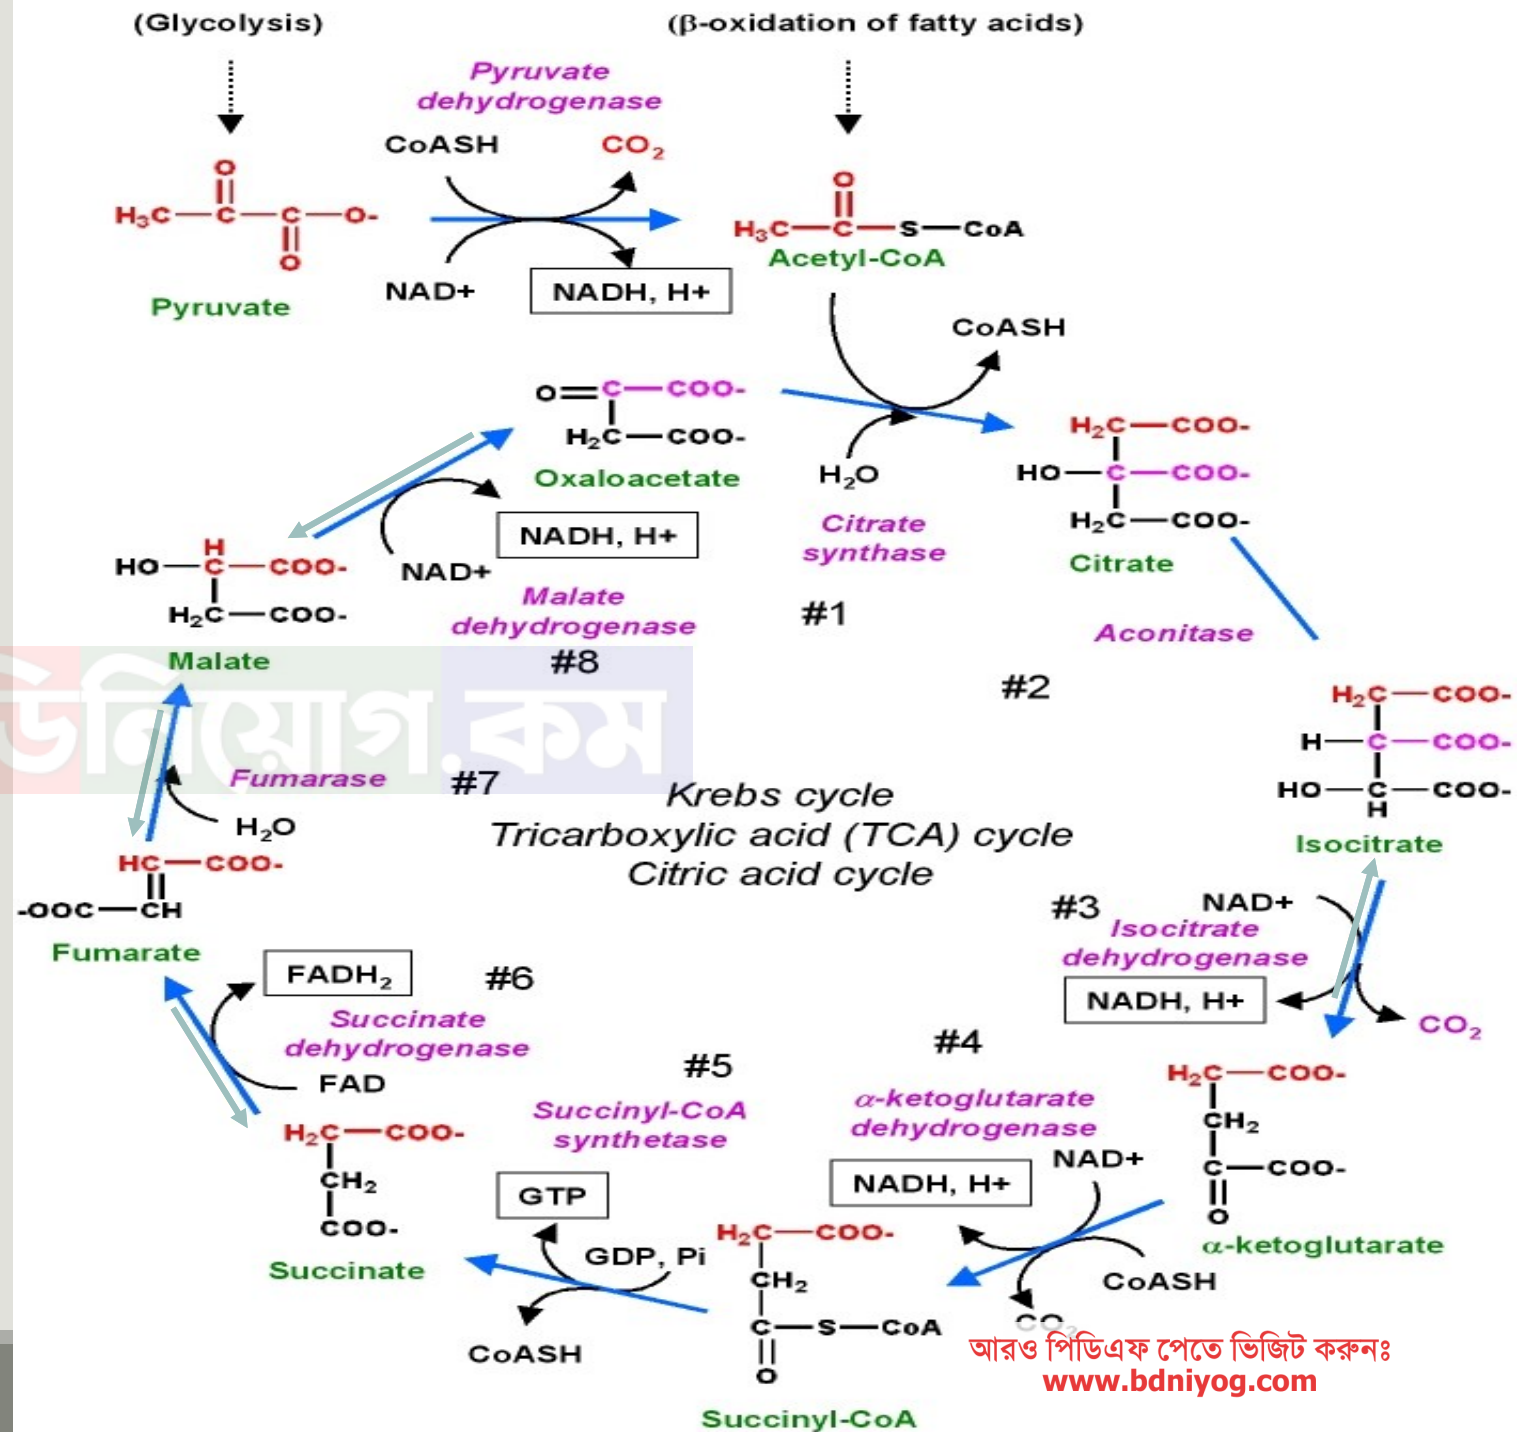 (Glycolysis)
(β-oxidation of fatty acids)
Pyruvate
dehydrogenase
CoASH
CO₂
O
H₃C—C—C—O-
O
NAD+
NADH, H+
Pyruvate
O
H₃C—C—S—CoA
Acetyl-CoA
CoASH
O=C—COO-
H₂C—COO-
Oxaloacetate
H₂O
Citrate
synthase
#1
H₂C—COO-
HO—C—COO-
H₂C—COO-
Citrate
Aconitase
#2
NADH, H+
NAD+
Malate
dehydrogenase
#8
H
HO—C—COO-
H₂C—COO-
Malate
উনিয়োগ.কম
Fumarase
#7
H₂O
Krebs cycle
Tricarboxylic acid (TCA) cycle
Citric acid cycle
H₂C—COO-
H—C—COO-
HO—C—COO-
H
Isocitrate
#3
NAD+
Isocitrate
dehydrogenase
NADH, H+
CO₂
HC—COO-
-OOC—CH
Fumarate
FADH₂
#6
Succinate
dehydrogenase
FAD
#4
α-ketoglutarate
dehydrogenase
NAD+
NADH, H+
CoASH
CO₂
H₂C—COO-
CH₂
C—COO-
O
α-ketoglutarate
#5
Succinyl-CoA
synthetase
GTP
GDP, Pi
CoASH
H₂C—COO-
CH₂
COO-
Succinate
H₂C—COO-
CH₂
C—S—CoA
O
Succinyl-CoA
আরও পিডিএফ পেতে ভিজিট করুনঃ
www.bdniyog.com